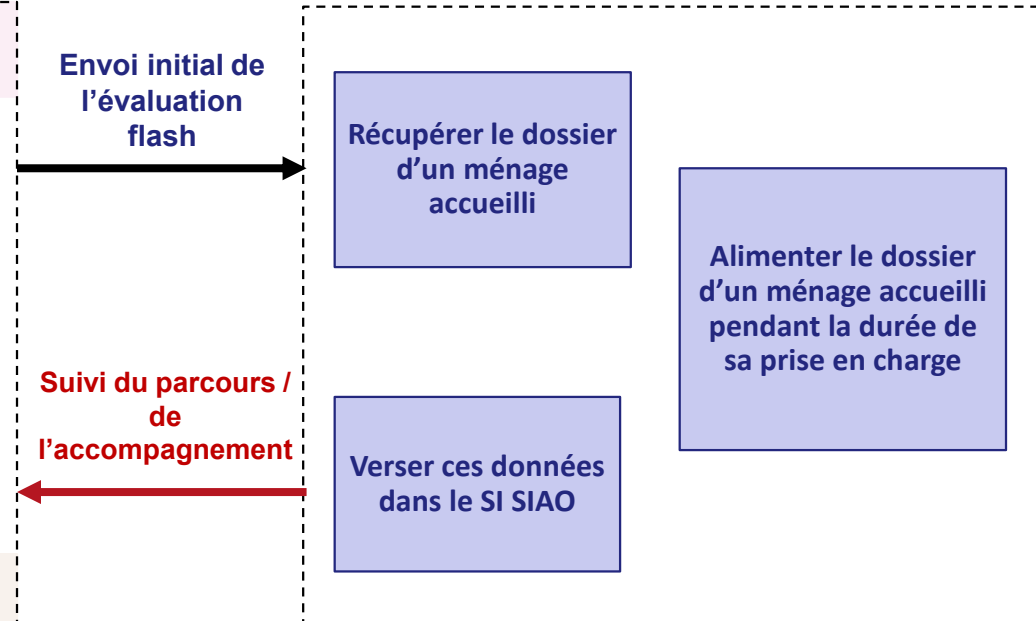 Envoi initial de
l’évaluation
flash
Récupérer le dossier
d’un ménage
accueilli
Alimenter le dossier
d’un ménage accueilli
pendant la durée de
sa prise en charge
Suivi du parcours /
de
l’accompagnement
Verser ces données
dans le SI SIAO